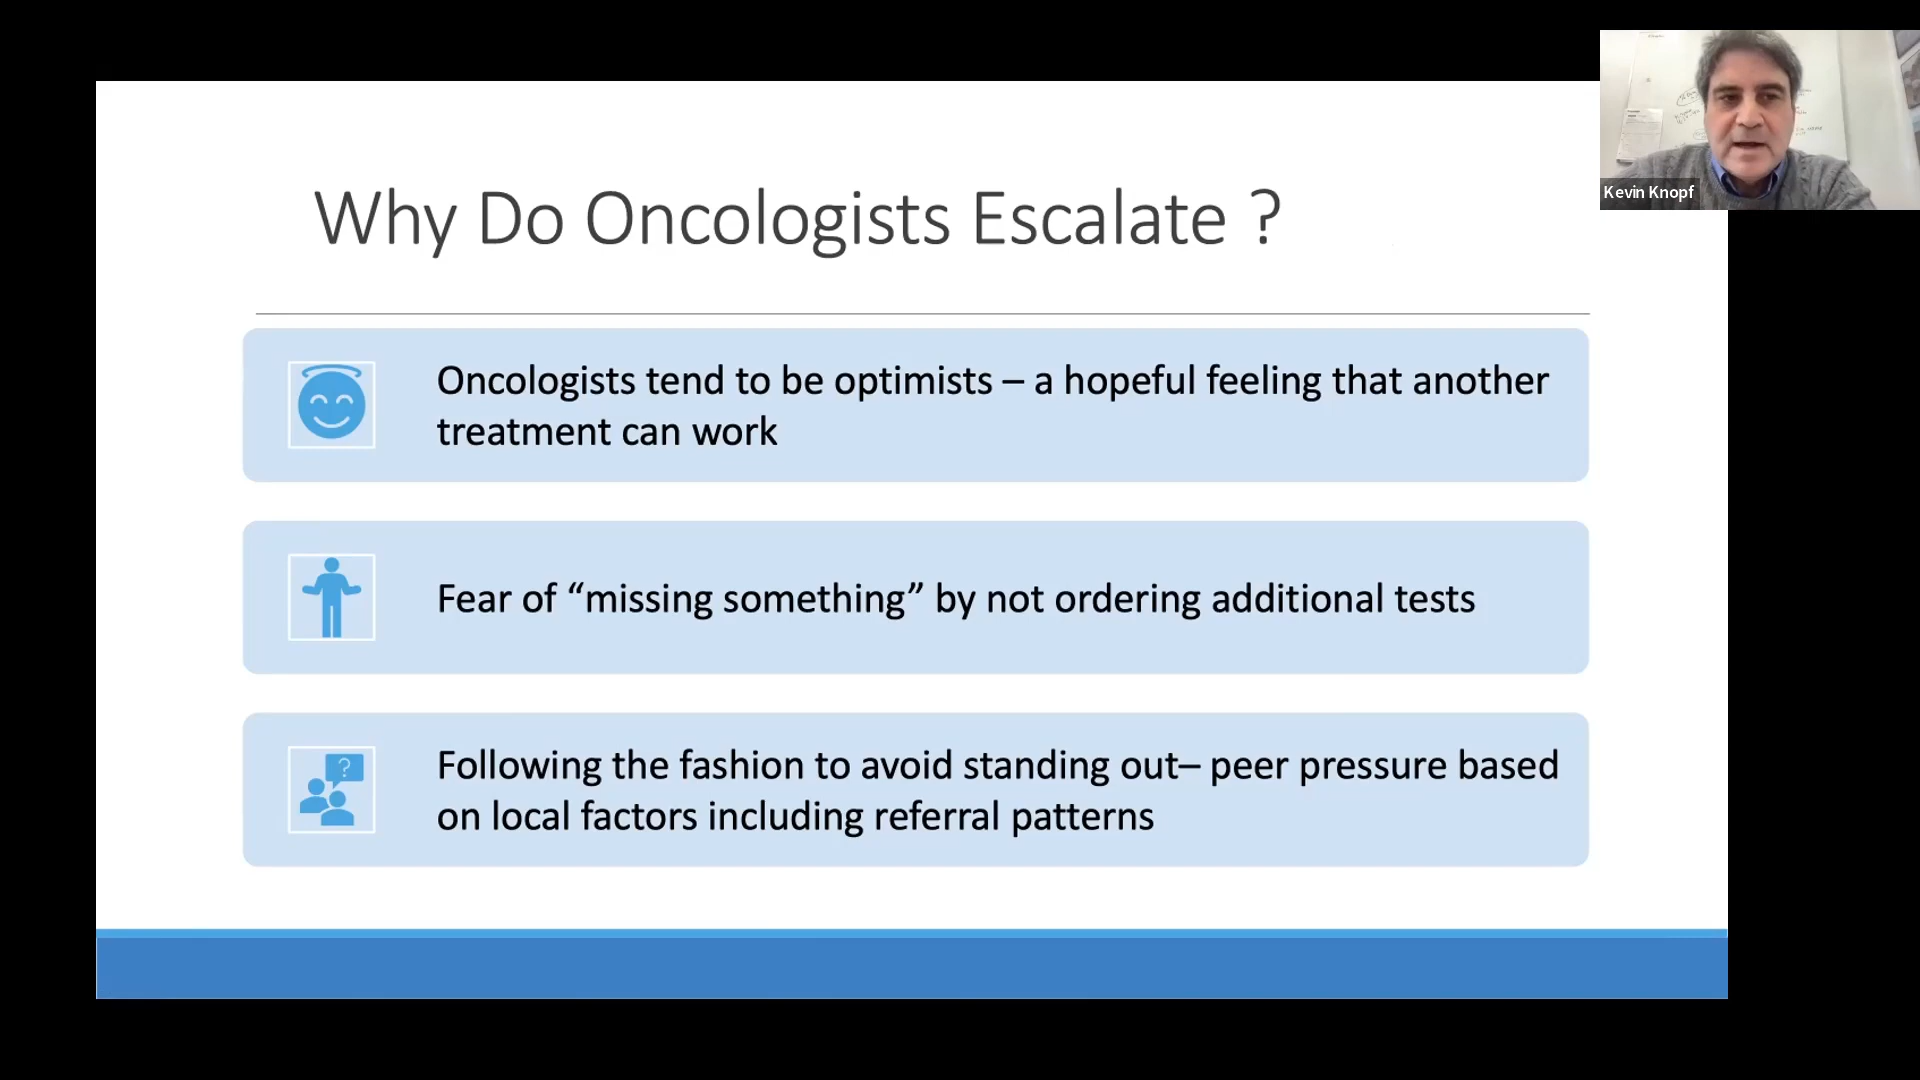 Why Do Oncologists Escalate ?
Kevin Knopf
Oncologists tend to be optimists – a hopeful feeling that another
treatment can work
Fear of “missing something” by not ordering additional tests
?
Following the fashion to avoid standing out– peer pressure based
on local factors including referral patterns